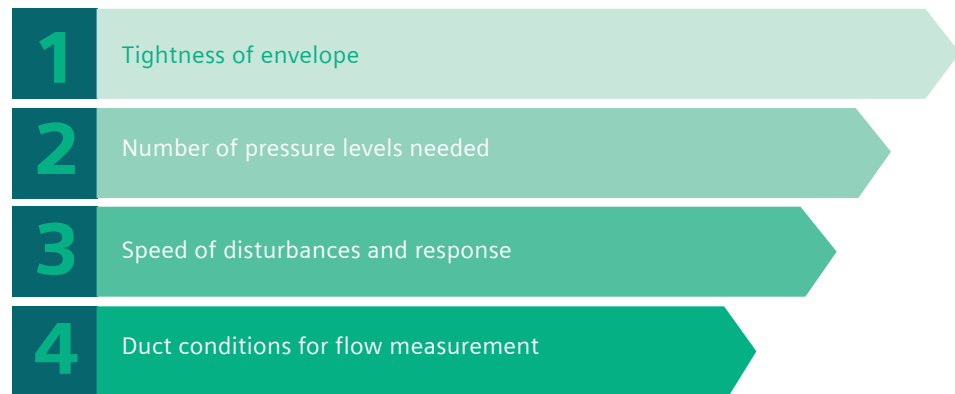 1 Tightness of envelope
2 Number of pressure levels needed
3 Speed of disturbances and response
4 Duct conditions for flow measurement